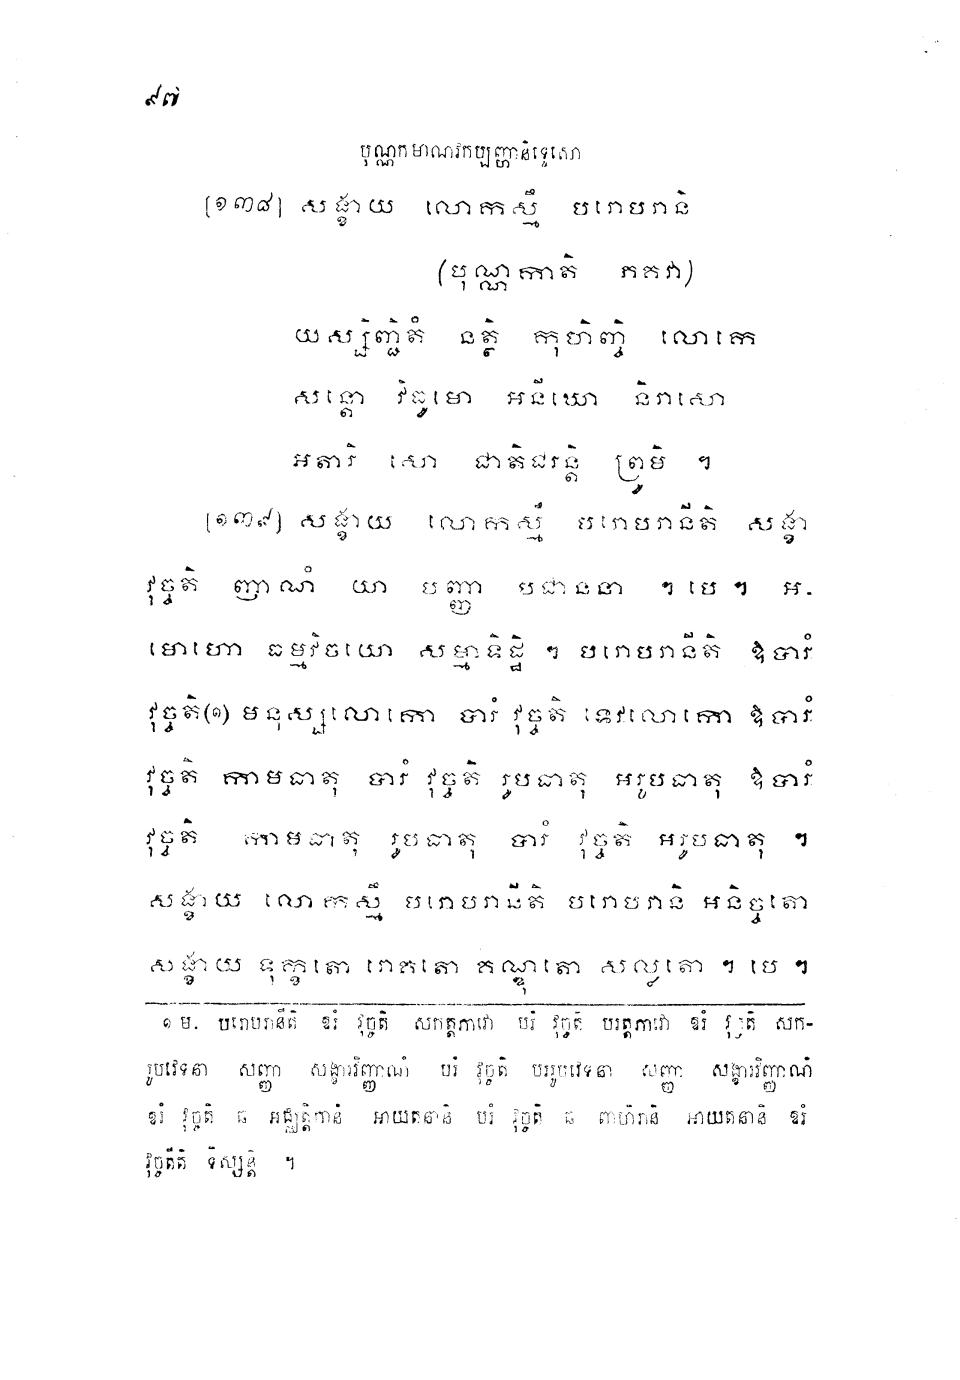 ៩៧
បុណ្ណកមាណវកប្បញ្ហានិទ្ទេសោ
[១៣៨] សង្ខាយ លោកស្មឹ បរោបរានិ
(បុណ្ណកាតិ ភគវា)
យស្សិញ្ជិតំ នត្ថិ កុហិញ្ចិ លោកេ
សន្តោ វិធូមោ អនីឃោ និរាសោ
អតារិ សោ ជាតិជរន្តិ ព្រូមិ ។
[១៣៩] សង្ខាយ លោកស្មឹ បរោបរានីតិ សង្ខា
វុច្ចតិ ញាណំ យា បញ្ញា បជាននា ។ បេ ។ អ-
មោហោ ធម្មវិចយោ សម្មាទិដ្ឋិ ។ បរោបរានីតិ ឱបារំ
វុច្ចតិ(១) មនុស្សលោកោ បារំ វុច្ចតិ ទេវលោកោ ឱបារំ
វុច្ចតិ កាមធាតុ បារំ វុច្ចតិ រូបធាតុ អរូបធាតុ ឱបារំ
វុច្ចតិ កាមធាតុ រូបធាតុ បារំ វុច្ចតិ អរូបធាតុ ។
សង្ខាយ លោកស្មឹ បរោបរានីតិ បរោបរានិ អនិច្ចតោ
សង្ខាយ ទុក្ខតោ រោគតោ គណ្ឌតោ សល្លតោ ។ បេ ។
១ ម. បរោបរានីតិ ឱរំ វុច្ចតិ សកត្តភាវោ បរំ វុច្ចតិ បរត្តភាវោ ឱរំ វុច្ចតិ សក-
រូបវេទនា សញ្ញា សង្ខារវិញ្ញាណំ បរំ វុច្ចតិ បររូបវេទនា សញ្ញា សង្ខារវិញ្ញាណំ
ឱរំ វុច្ចតិ ឆ អជ្ឈត្តិកានិ អាយតនានិ បរំ វុច្ចតិ ឆ ពាហិរានិ អាយតនានិ ឱរំ
វុច្ចតីតិ ទិស្សន្តិ ។